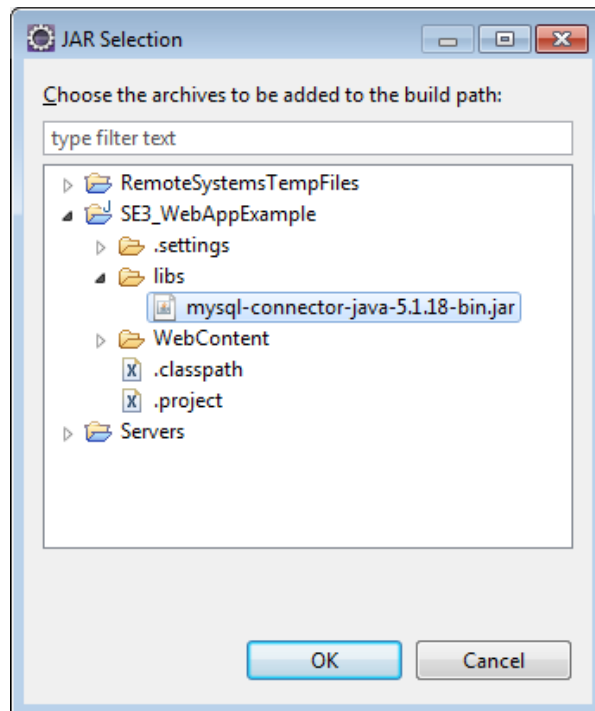 JAR Selection
Choose the archives to be added to the build path:
type filter text
RemoteSystemsTempFiles
SE3_WebAppExample
.settings
libs
mysql-connector-java-5.1.18-bin.jar
WebContent
.classpath
.project
Servers
OK
Cancel